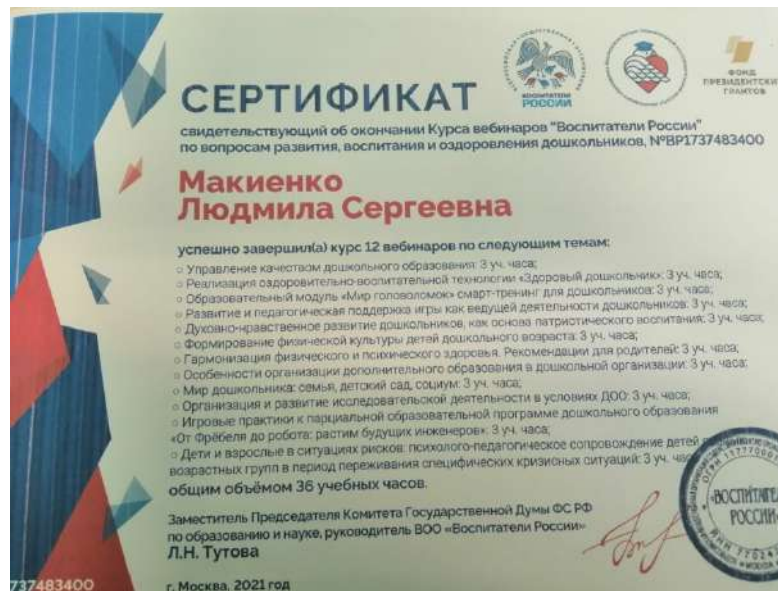 ВОСПИТАТЕЛИ
РОССИИ
ФОНД
ПРЕЗИДЕНТСКИХ
ГРАНТОВ
СЕРТИФИКАТ
свидетельствующий об окончании Курса вебинаров "Воспитатели России"
по вопросам развития, воспитания и оздоровления дошкольников, №ВР1737483400
Макиенко
Людмила Сергеевна
успешно завершил(а) курс 12 вебинаров по следующим темам:
○ Управление качеством дошкольного образования: 3 уч. часа;
○ Реализация оздоровительно-воспитательной технологии «Здоровый дошкольник»: 3 уч. часа;
○ Образовательный модуль «Мир головоломок» смарт-тренинг для дошкольников: 3 уч. часа;
○ Развитие и педагогическая поддержка игры как ведущей деятельности дошкольников: 3 уч. часа;
○ Духовно-нравственное развитие дошкольников, как основа патриотического воспитания: 3 уч. часа;
○ Формирование физической культуры детей дошкольного возраста: 3 уч. часа;
○ Гармонизация физического и психического здоровья. Рекомендации для родителей: 3 уч. часа;
○ Особенности организации дополнительного образования в дошкольной организации: 3 уч. часа;
○ Мир дошкольника: семья, детский сад, социум: 3 уч. часа;
○ Организация и развитие исследовательской деятельности в условиях ДОО: 3 уч. часа;
○ Игровые практики к парциальной образовательной программе дошкольного образования
«От Фрёбеля до робота: растим будущих инженеров»: 3 уч. часа;
○ Дети и взрослые в ситуациях рисков: психолого-педагогическое сопровождение детей
возрастных групп в период переживания специфических кризисных ситуаций: 3 уч.
общим объёмом 36 учебных часов.
Заместитель Председателя Комитета Государственной Думы ФС РФ
по образованию и науке, руководитель ВОО «Воспитатели России»
Л.Н. Тутова
«ВОСПИТАТЕЛИ
РОССИИ»
г. Москва, 2021 год
737483400